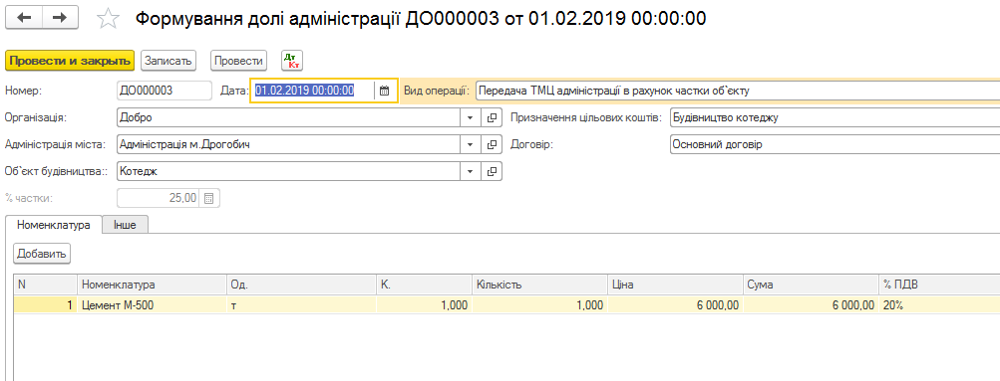 Формування долі адміністрації ДО000003 от 01.02.2019 00:00:00
Провести и закрыть Записать Провести Дт Кт
Номер: ДО000003 Дата: 01.02.2019 00:00:00 Вид операції: Передача ТМЦ адміністрації в рахунок частки об`єкту
Організація: Добро Призначення цільових коштів: Будівництво котеджу
Адміністрація міста: Адміністрація м.Дрогобич Договір: Основний договір
Об`єкт будівництва:: Котедж
% частки: 25,00
Номенклатура Інше
Добавить
N Номенклатура Од. К. Кількість Ціна Сума % ПДВ
1 Цемент М-500 т 1,000 1,000 6 000,00 6 000,00 20%